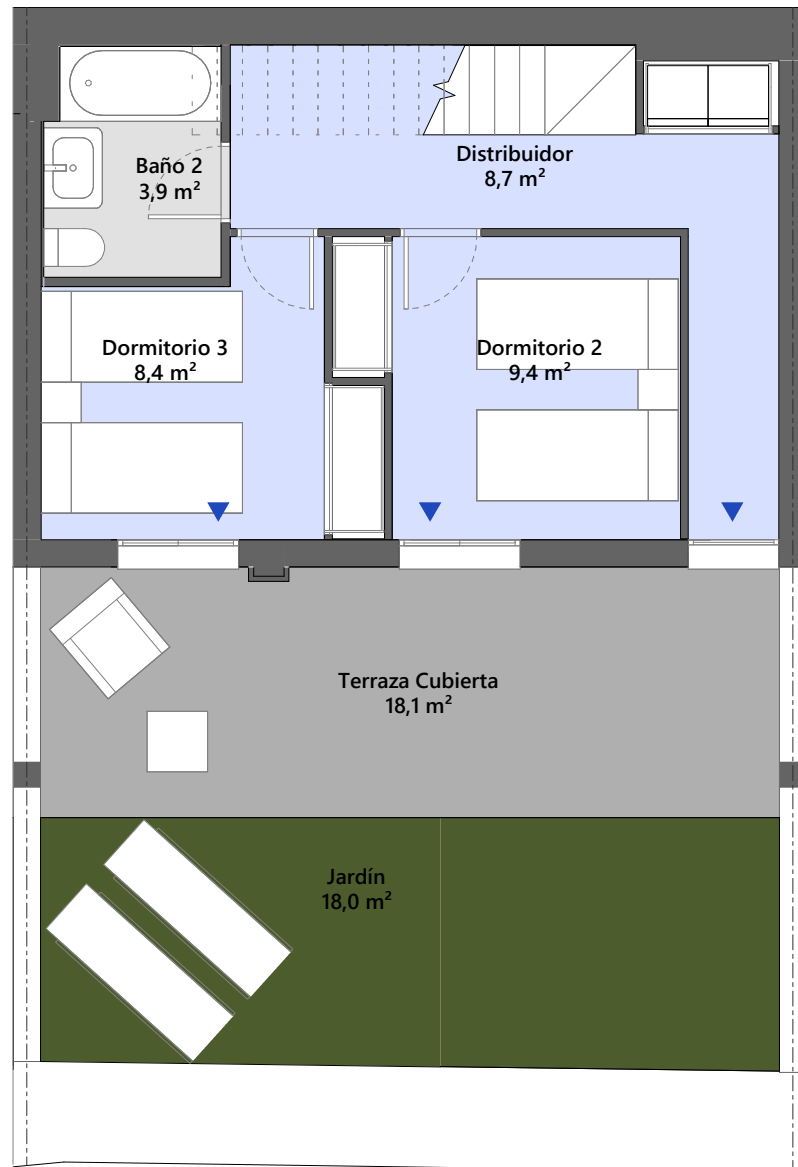 Baño 2
3,9 m²
Distribuidor
8,7 m²
Dormitorio 3
8,4 m²
Dormitorio 2
9,4 m²
Terraza Cubierta
18,1 m²
Jardín
18,0 m²